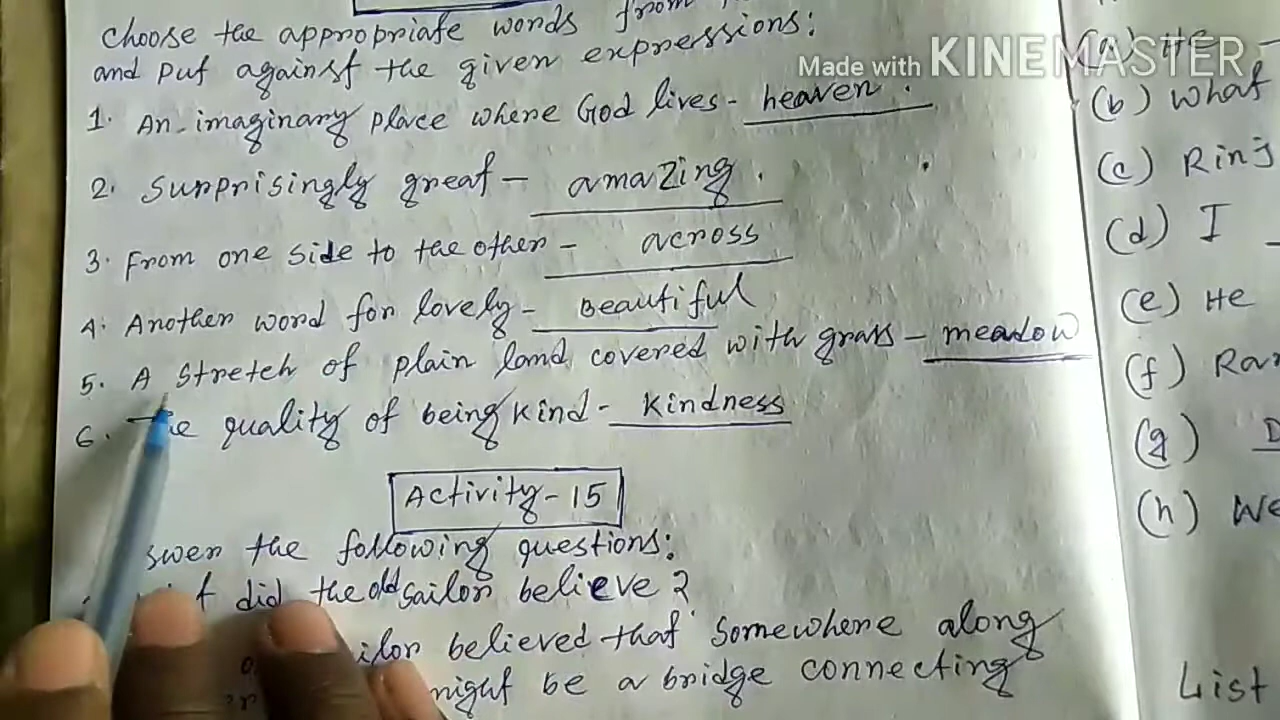 choose the appropriate words from
and put against the given expressions:
Made with KINEMASTER
1. An imaginary place where God lives - heaven.
2. Surprisingly great - amazing.
3. From one side to the other - across
4. Another word for lovely - Beautiful
5. A stretch of plain land covered with grass - meadow
6. The quality of being kind - kindness
Activity - 15
swer the following questions:
did the old sailor believe?
believed that somewhere along
might be a bridge connecting
(a) He
(b) What
(c)
(d) I
(e) He
(f)
(g)
(h) We
List